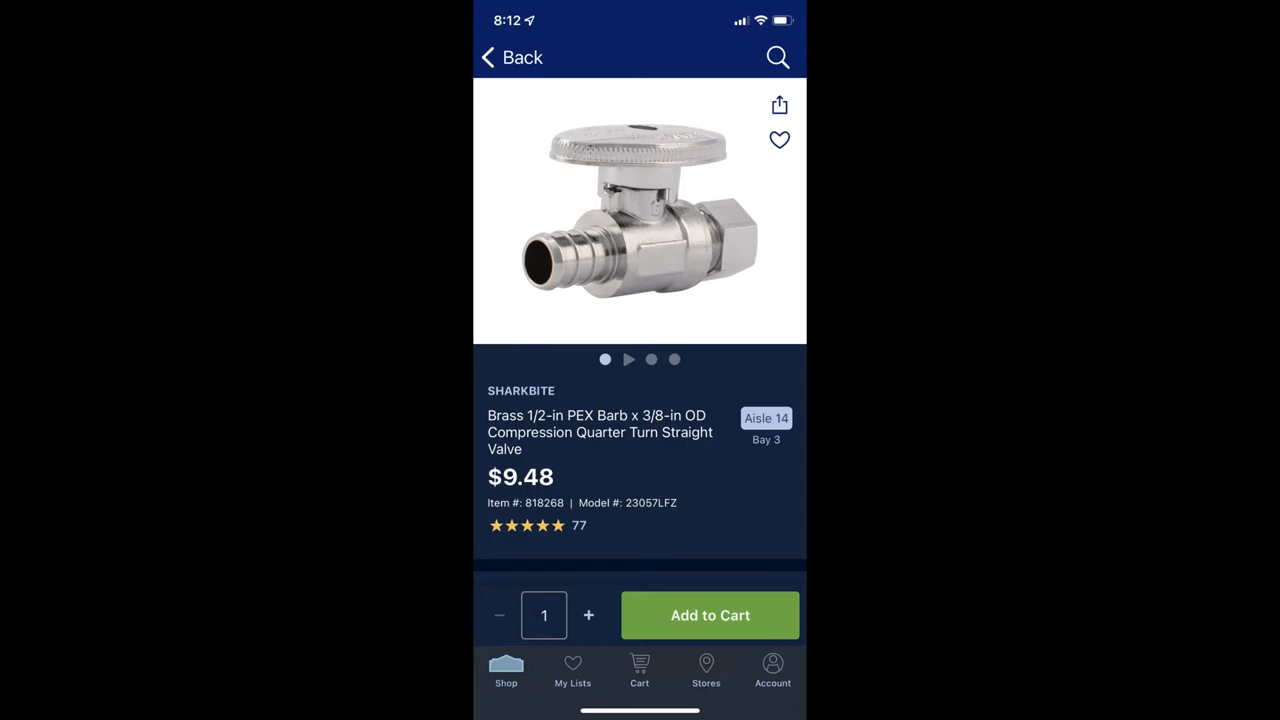 8:12
Back
SHARKBITE
Brass 1/2-in PEX Barb x 3/8-in OD
Compression Quarter Turn Straight
Valve
Aisle 14
Bay 3
$9.48
Item #: 818268 | Model #: 23057LFZ
77
1
Add to Cart
Shop
My Lists
Cart
Stores
Account